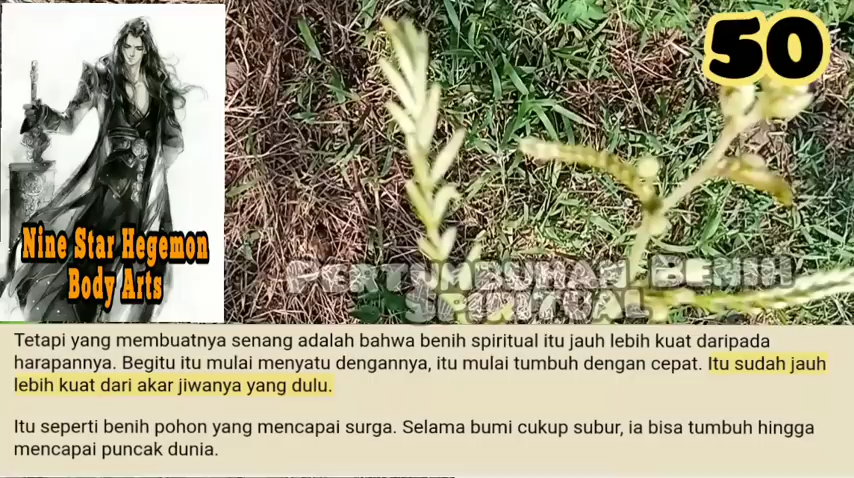 50
Nine Star Hegemon
Body Arts
Pertumbuhan Benih
Spiritual
Tetapi yang membuatnya senang adalah bahwa benih spiritual itu jauh lebih kuat daripada
harapannya. Begitu itu mulai menyatu dengannya, itu mulai tumbuh dengan cepat. Itu sudah jauh
lebih kuat dari akar jiwanya yang dulu.
Itu seperti benih pohon yang mencapai surga. Selama bumi cukup subur, ia bisa tumbuh hingga
mencapai puncak dunia.